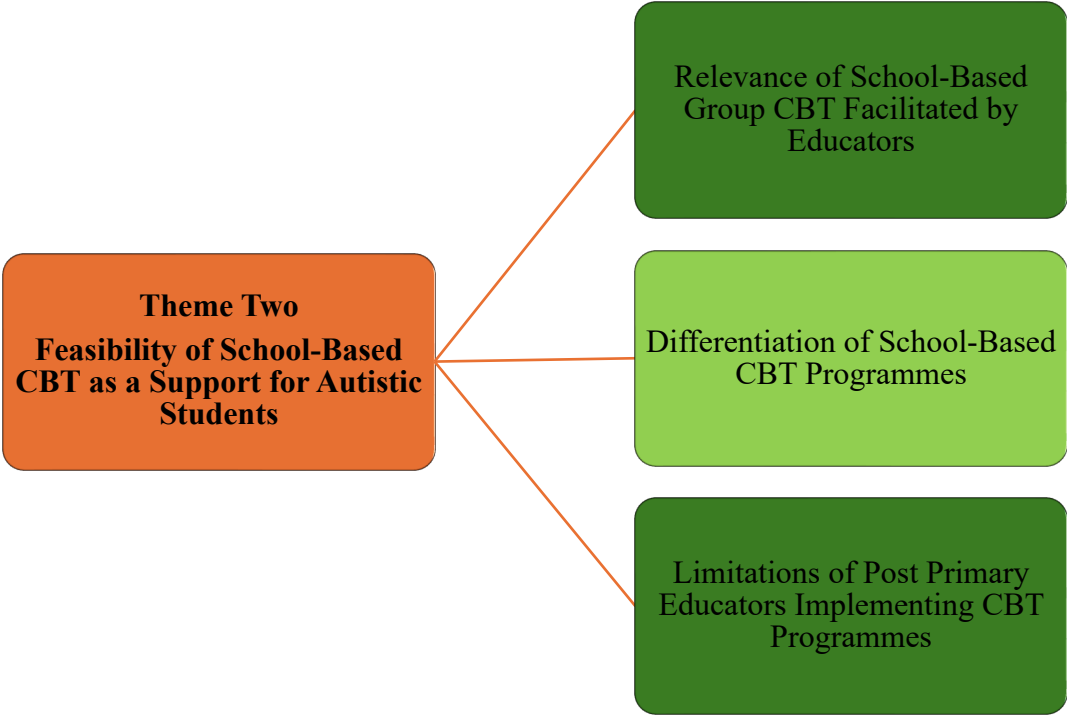 Theme Two
Feasibility of School-Based
CBT as a Support for Autistic
Students
Relevance of School-Based
Group CBT Facilitated by
Educators
Differentiation of School-Based
CBT Programmes
Limitations of Post Primary
Educators Implementing CBT
Programmes